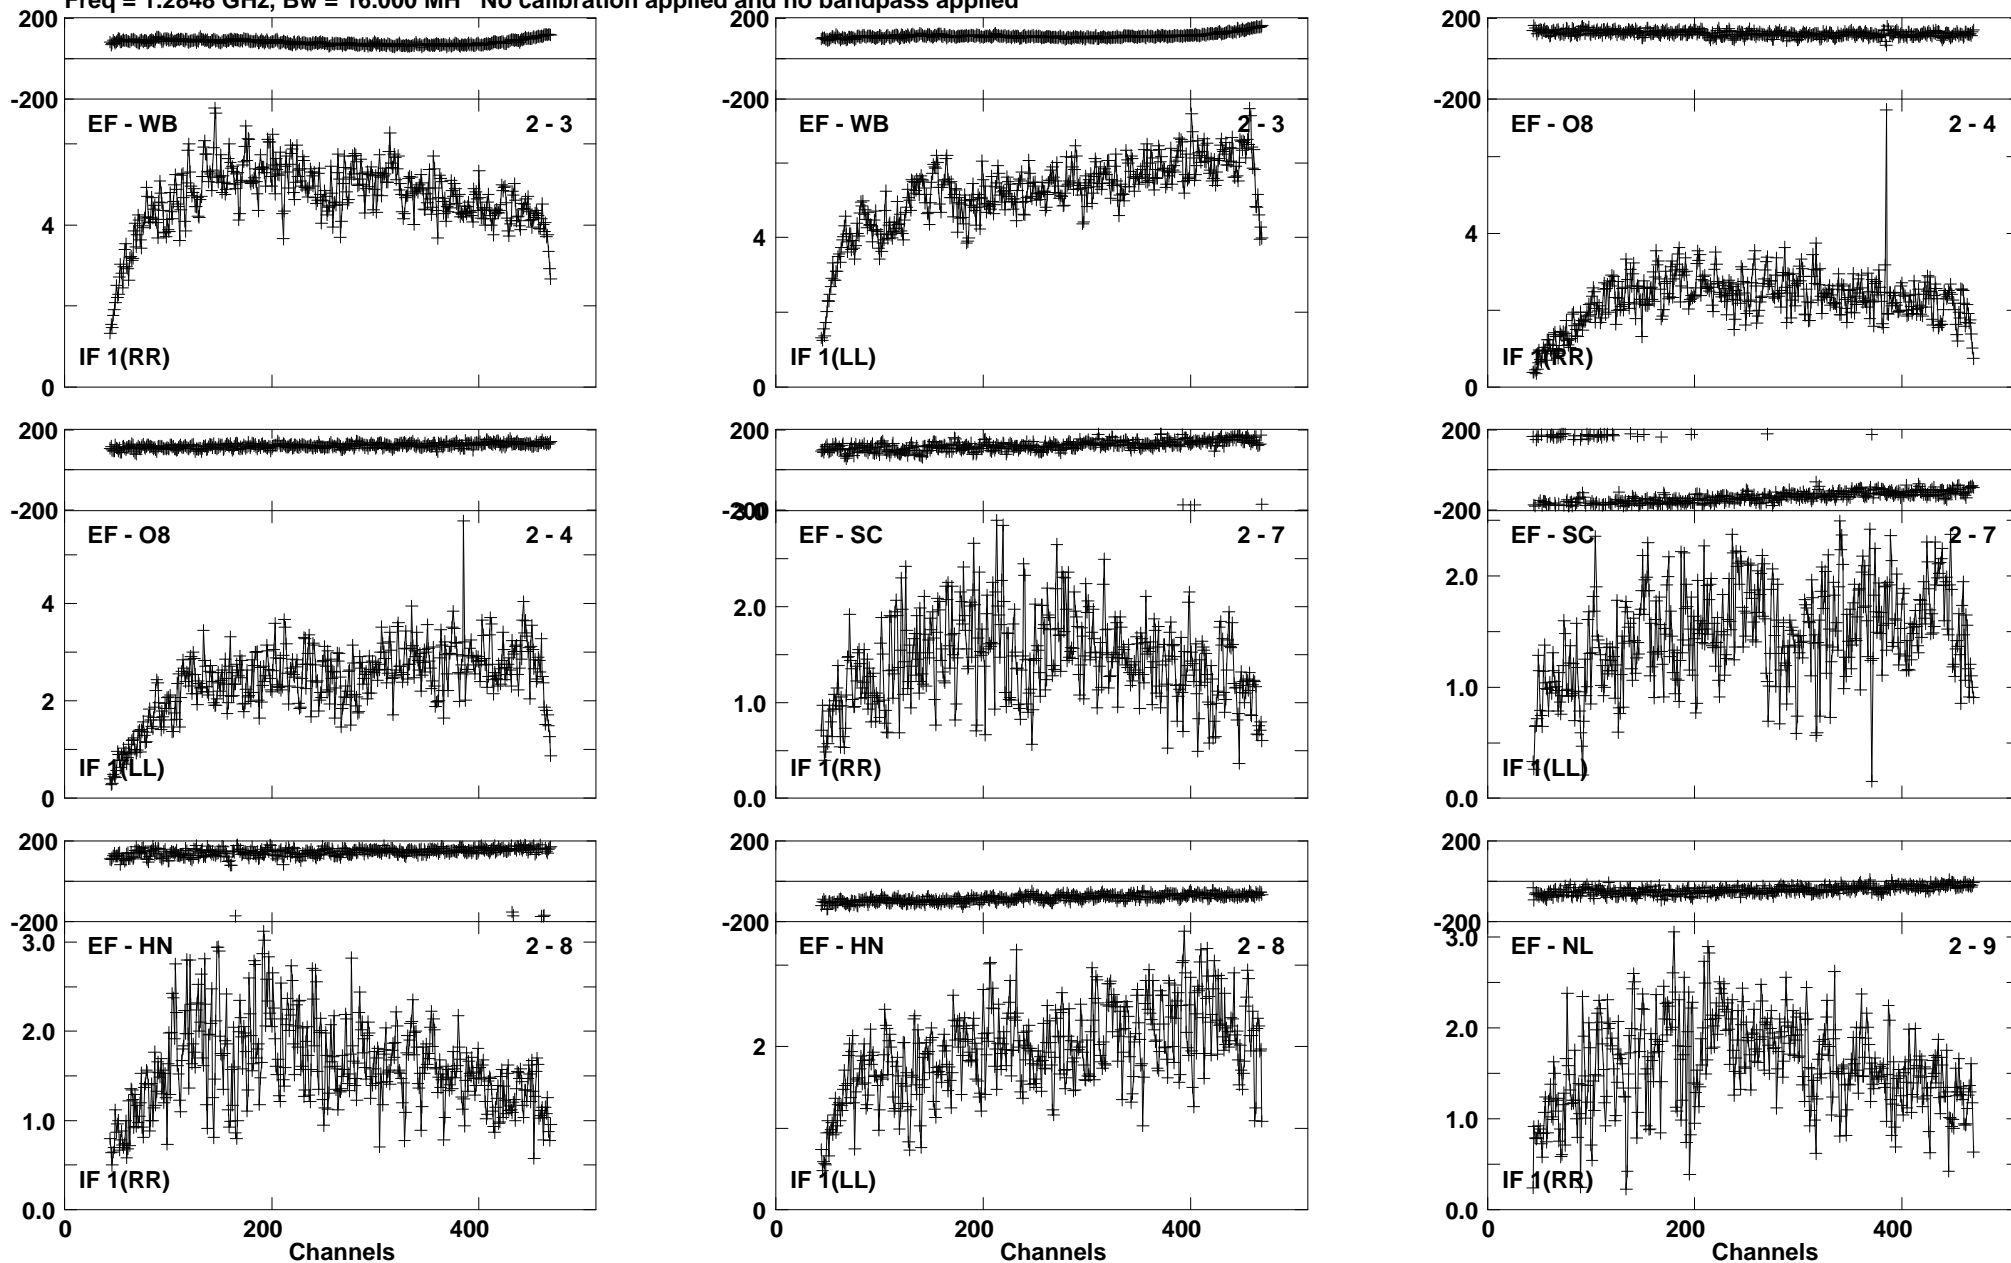 Freq = 1.2848 GHz, Bw = 16.000 MH No calibration applied and no bandpass applied
200 200 200
-200 -200 -200
EF - WB 2 - 3 EF - WB 2 - 3 EF - O8 2 - 4
4 4 4
IF 1(RR) IF 1(LL) IF 1(RR)
0 0 0
200 200 200
-200 -200 -200
3.0
EF - O8 2 - 4 EF - SC 2 - 7 EF - SC 2 - 7
4 2.0 2.0
2 1.0 1.0
IF 1(LL) IF 1(RR) IF 1(LL)
0 0.0 0.0
200 200 200
-200 -200 -200
3.0 3.0
EF - HN 2 - 8 EF - HN 2 - 8 EF - NL 2 - 9
2.0 2 2.0
1.0 1.0
IF 1(RR) IF 1(LL) IF 1(RR)
0.0 0 0.0
0 200 400 0 200 400 0 200 400
Channels Channels Channels